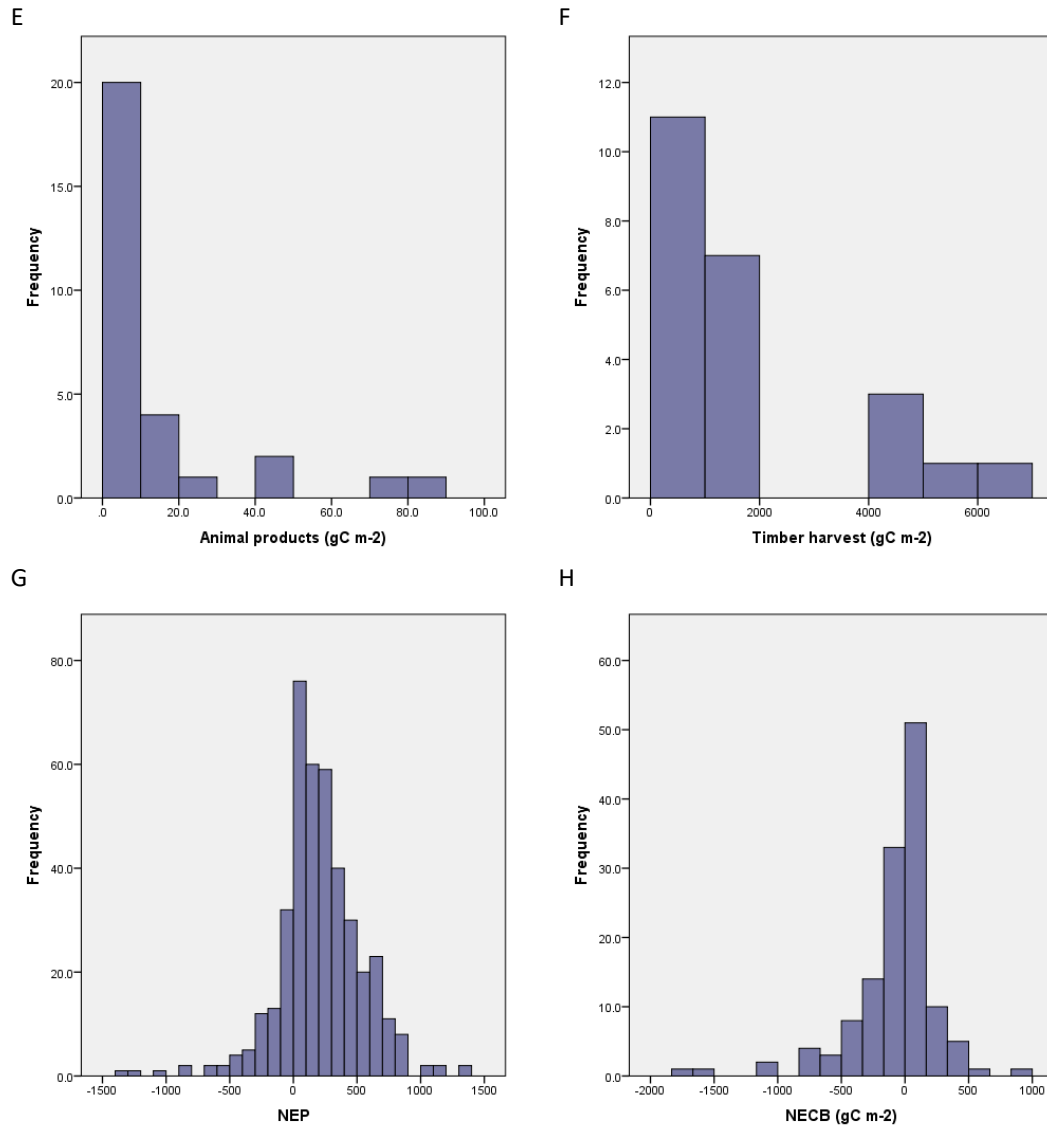 E
20.0
15.0
10.0
5.0
0.0
Frequency
.0 20.0 40.0 60.0 80.0 100.0
Animal products (gC m-2)
F
12.0
10.0
8.0
6.0
4.0
2.0
0.0
Frequency
0 2000 4000 6000
Timber harvest (gC m-2)
G
80.0
60.0
40.0
20.0
0.0
Frequency
-1500 -1000 -500 0 500 1000 1500
NEP
H
60.0
50.0
40.0
30.0
20.0
10.0
0.0
Frequency
-2000 -1500 -1000 -500 0 500 1000
NECB (gC m-2)